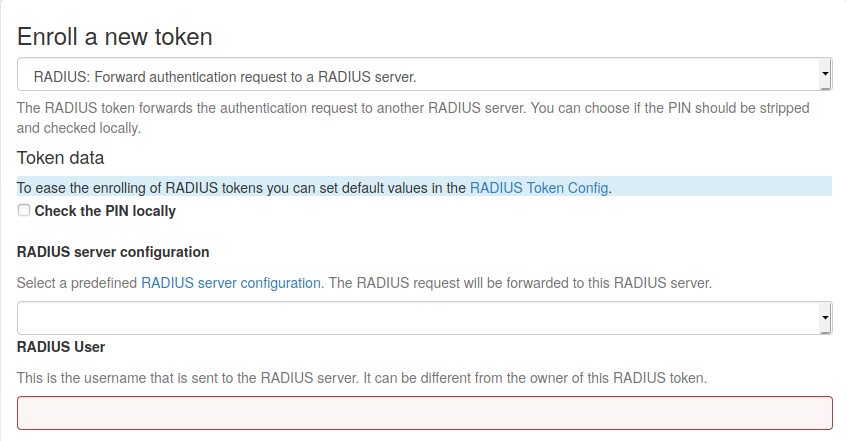 Enroll a new token
RADIUS: Forward authentication request to a RADIUS server.
The RADIUS token forwards the authentication request to another RADIUS server. You can choose if the PIN should be stripped
and checked locally.
Token data
To ease the enrolling of RADIUS tokens you can set default values in the RADIUS Token Config.
Check the PIN locally
RADIUS server configuration
Select a predefined RADIUS server configuration. The RADIUS request will be forwarded to this RADIUS server.
RADIUS User
This is the username that is sent to the RADIUS server. It can be different from the owner of this RADIUS token.